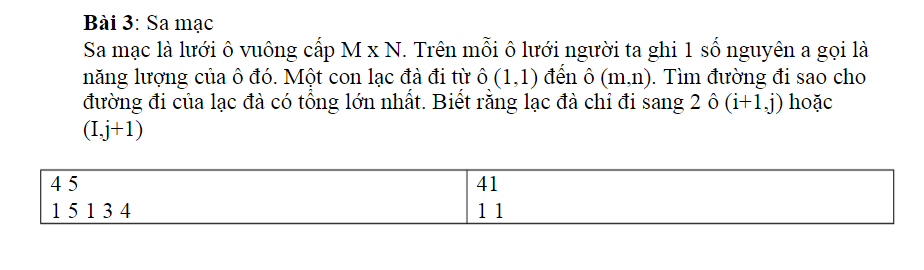 Bài 3: Sa mạc
Sa mạc là lưới ô vuông cấp M x N. Trên mỗi ô lưới người ta ghi 1 số nguyên a gọi là
năng lượng của ô đó. Một con lạc đà đi từ ô (1,1) đến ô (m,n). Tìm đường đi sao cho
đường đi của lạc đà có tổng lớn nhất. Biết rằng lạc đà chỉ đi sang 2 ô (i+1,j) hoặc
(I,j+1)
4 5
1 5 1 3 4
41
1 1